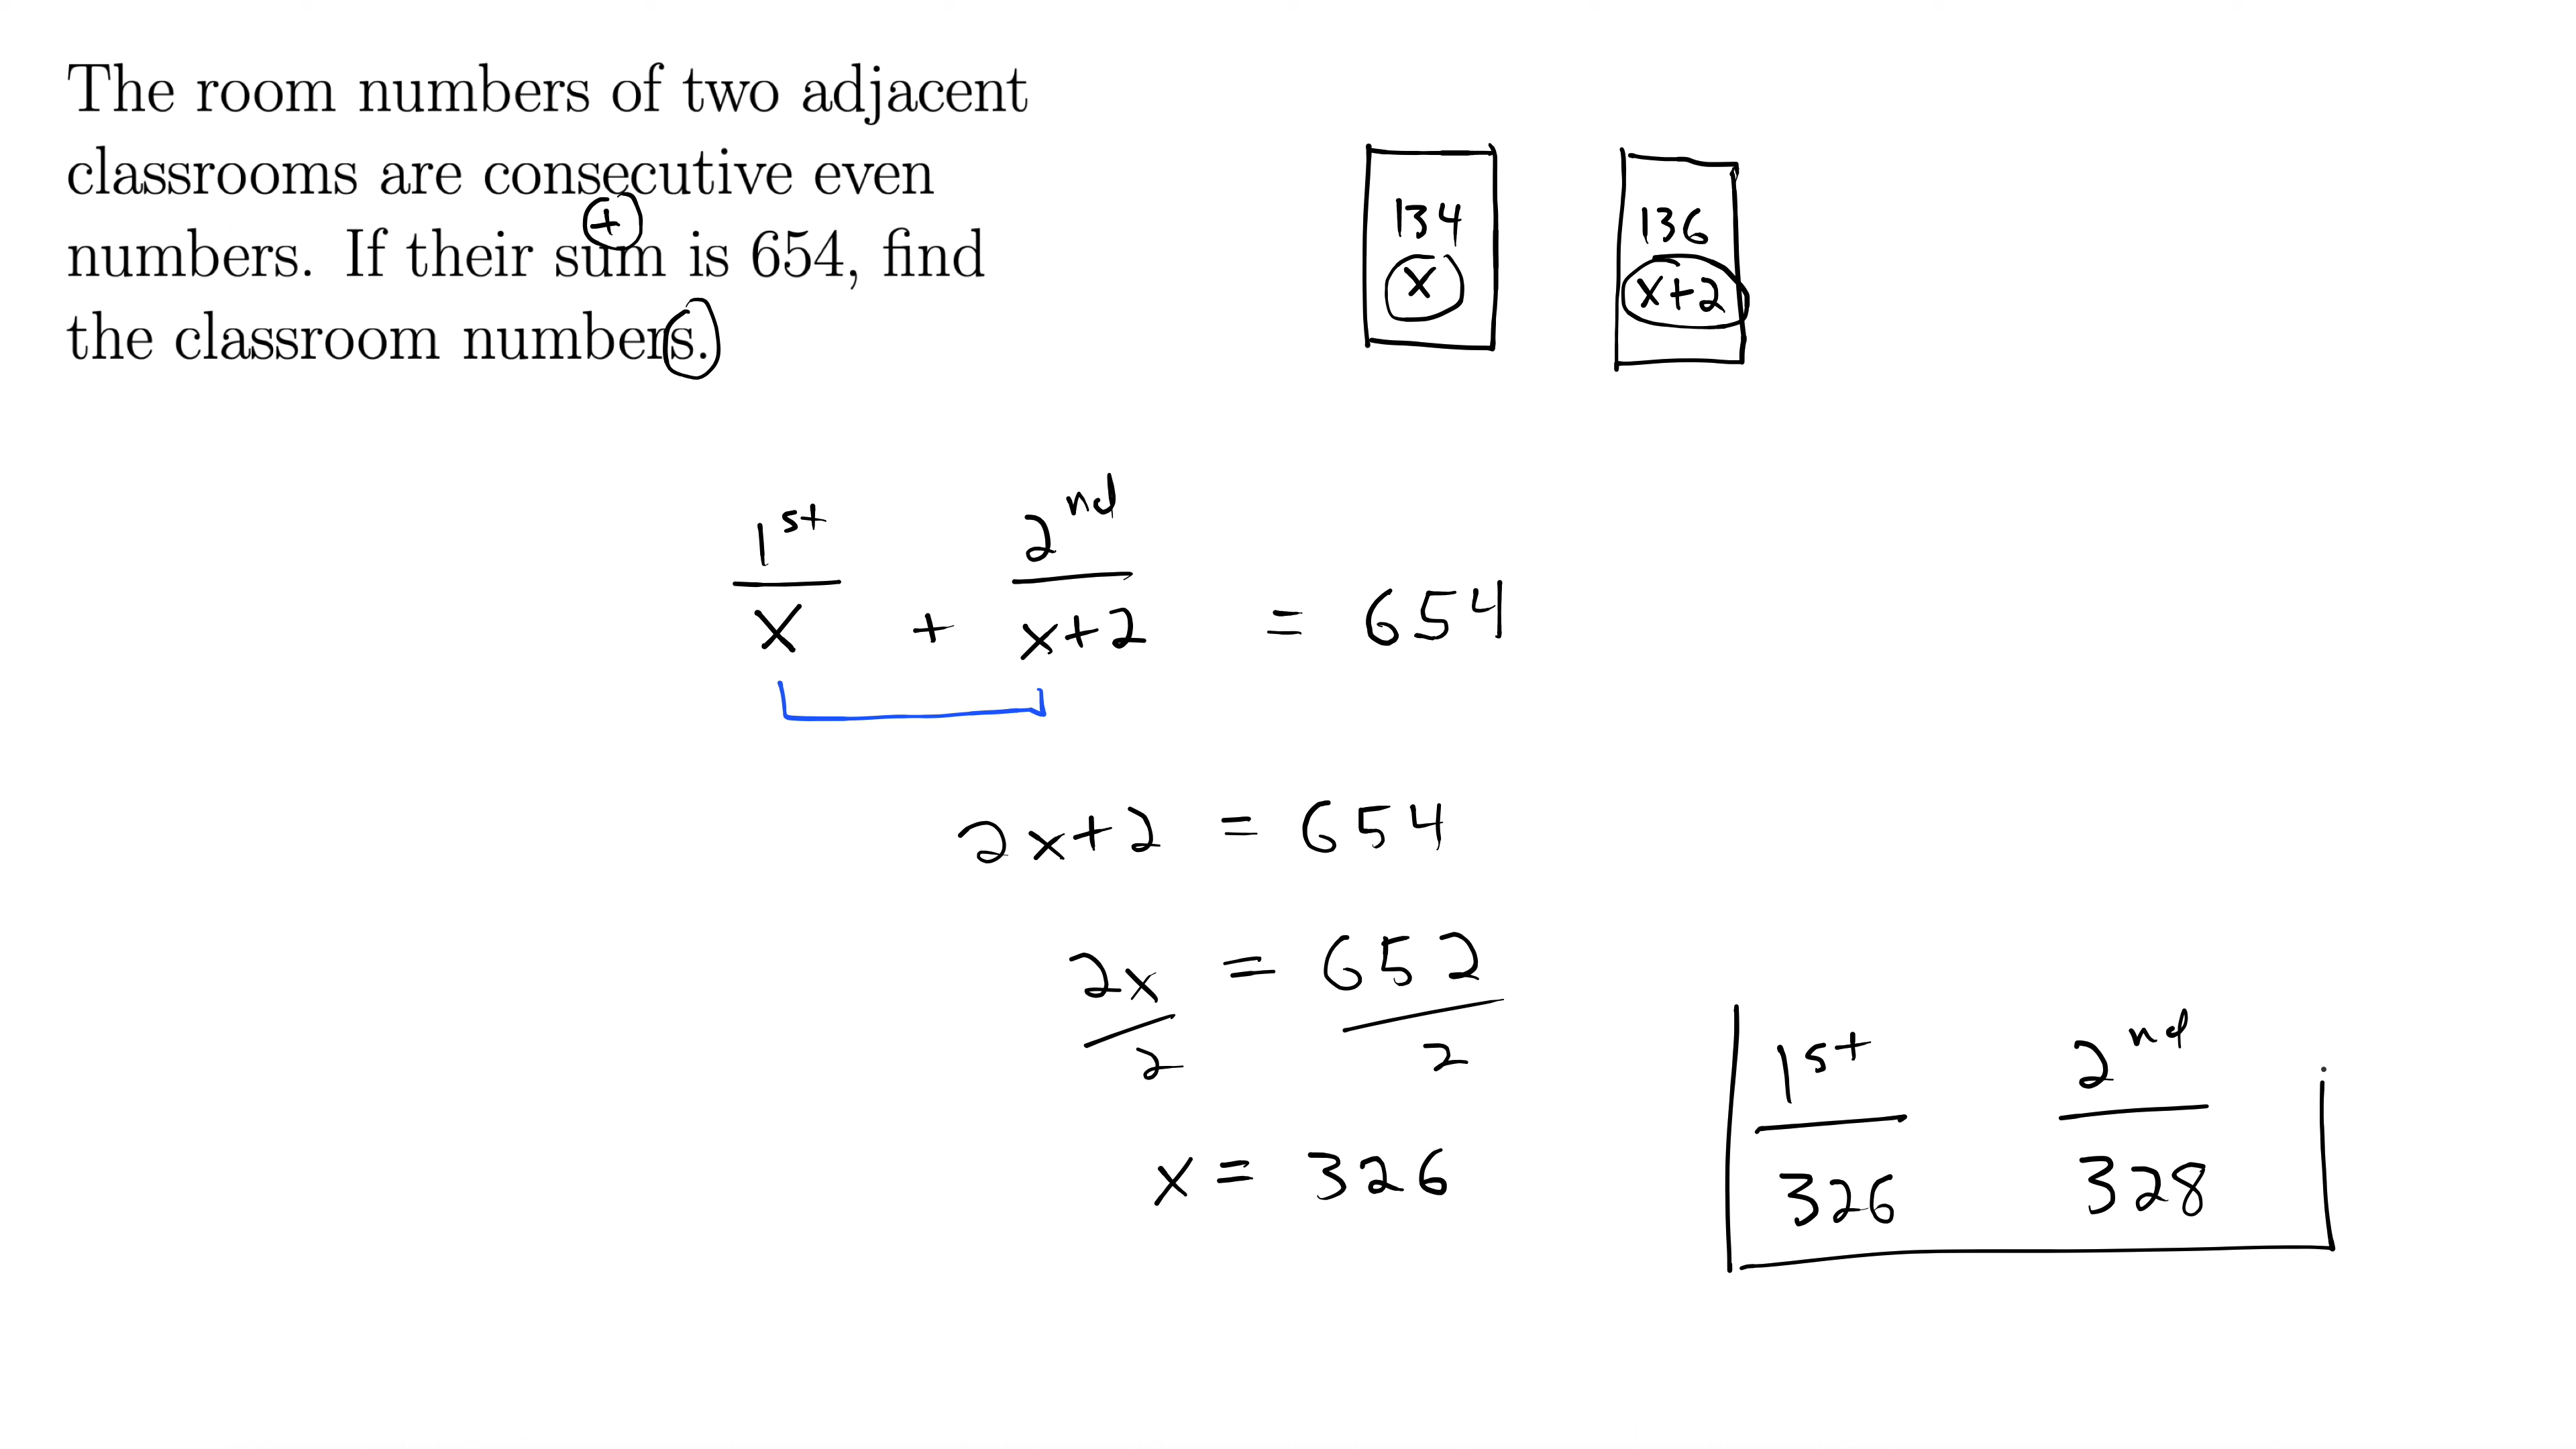 The room numbers of two adjacent
classrooms are consecutive even
+
numbers. If their sum is 654, find
the classroom numbers.
134 136
x x+2
1st 2nd
x + x+2 = 654
2x+2 = 654
2x = 652
2 2
x = 326
1st 2nd
326 328